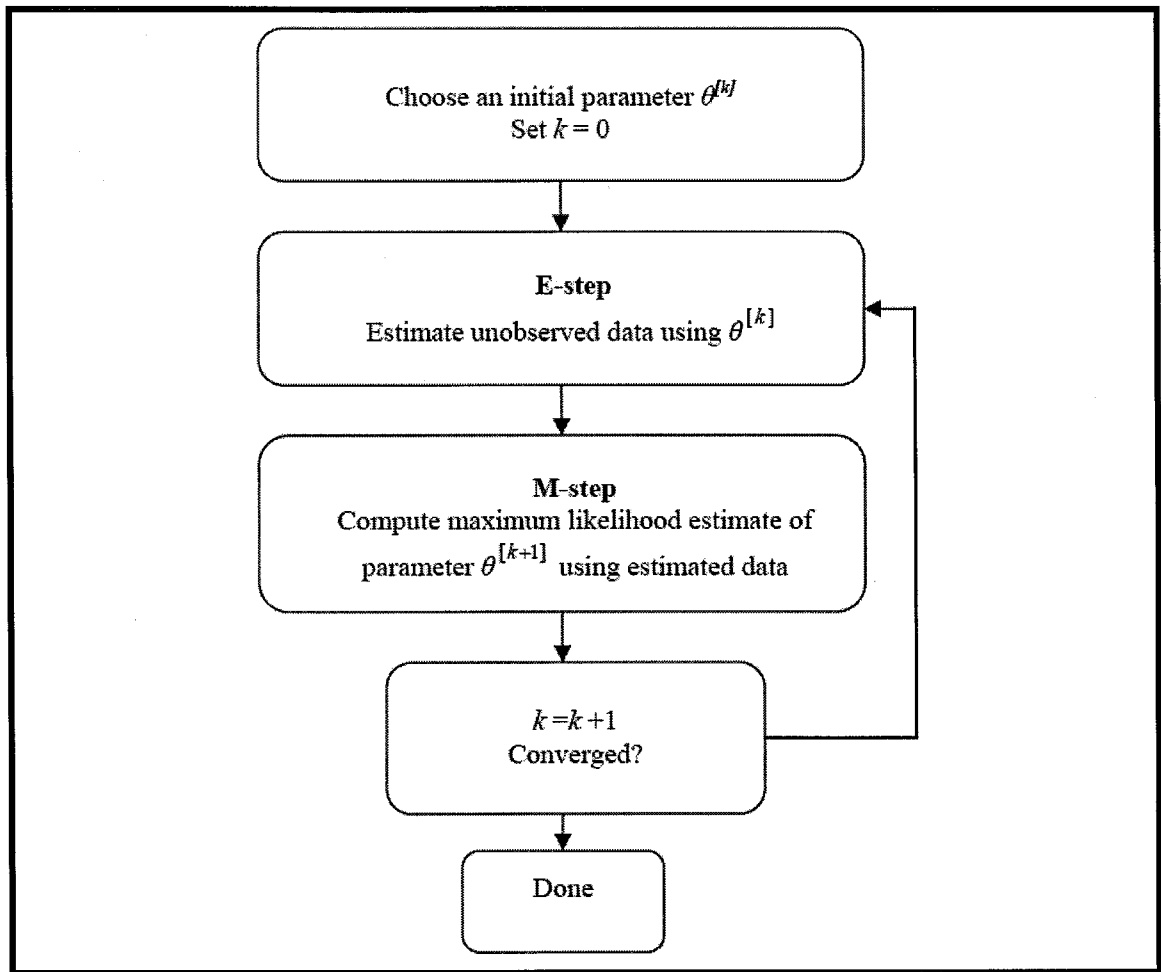 Choose an initial parameter θ^[k]
Set k = 0
E-step
Estimate unobserved data using θ^[k]
M-step
Compute maximum likelihood estimate of
parameter θ^[k+1] using estimated data
k=k+1
Converged?
Done